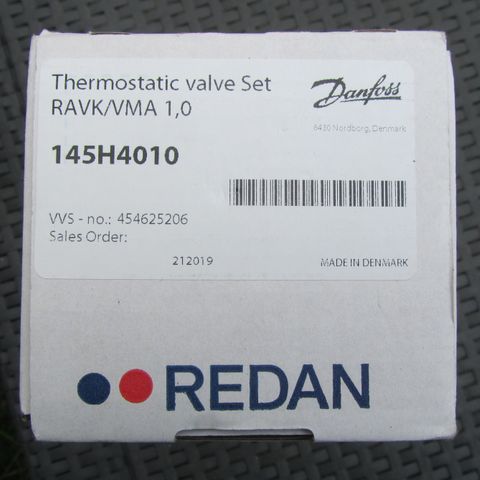 Thermostatic valve Set
RAVK/VMA 1,0
Danfoss
6430 Nordborg, Denmark
145H4010
VVS - no.: 454625206
Sales Order:
212019
MADE IN DENMARK
REDAN